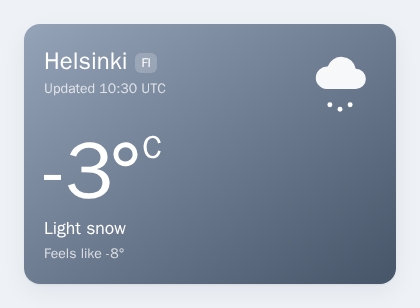 Helsinki FI
Updated 10:30 UTC
-3°C
Light snow
Feels like -8°